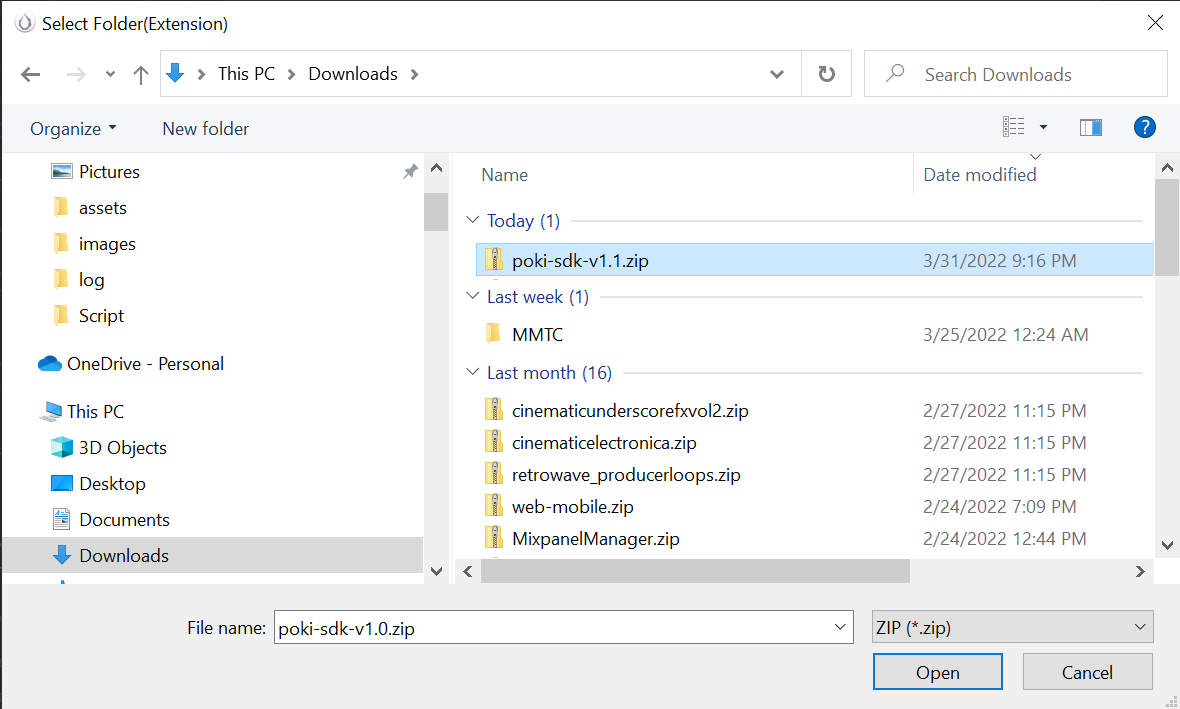 Select Folder(Extension)
This PC Downloads
Search Downloads
Organize New folder
?
Pictures
assets
images
log
Script
OneDrive - Personal
This PC
3D Objects
Desktop
Documents
Downloads
Name Date modified
Today (1)
poki-sdk-v1.1.zip 3/31/2022 9:16 PM
Last week (1)
MMTC 3/25/2022 12:24 AM
Last month (16)
cinematicunderscorefxvol2.zip 2/27/2022 11:15 PM
cinematicelectronica.zip 2/27/2022 11:15 PM
retrowave_producerloops.zip 2/27/2022 11:15 PM
web-mobile.zip 2/24/2022 7:09 PM
MixpanelManager.zip 2/24/2022 12:44 PM
File name: poki-sdk-v1.0.zip ZIP (*.zip)
Open Cancel